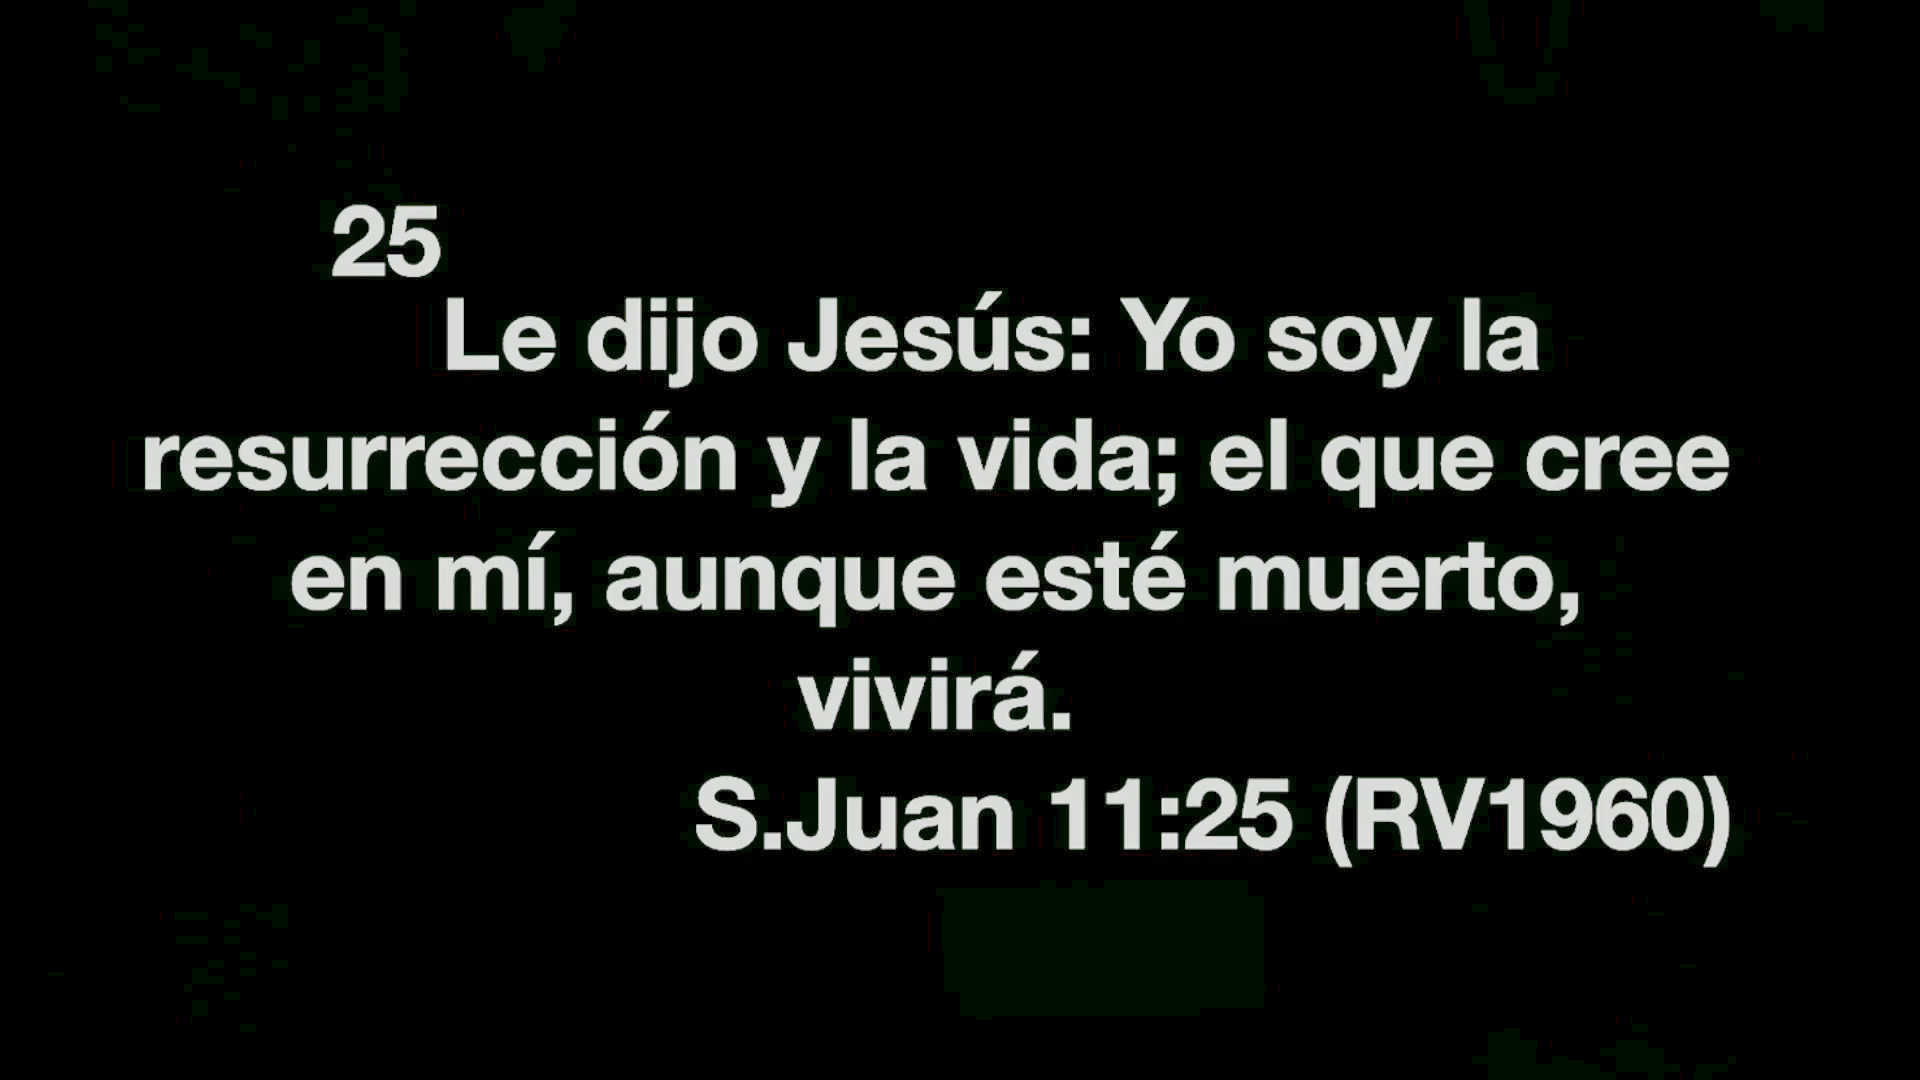 25
Le dijo Jesús: Yo soy la
resurrección y la vida; el que cree
en mí, aunque esté muerto,
vivirá.
S.Juan 11:25 (RV1960)